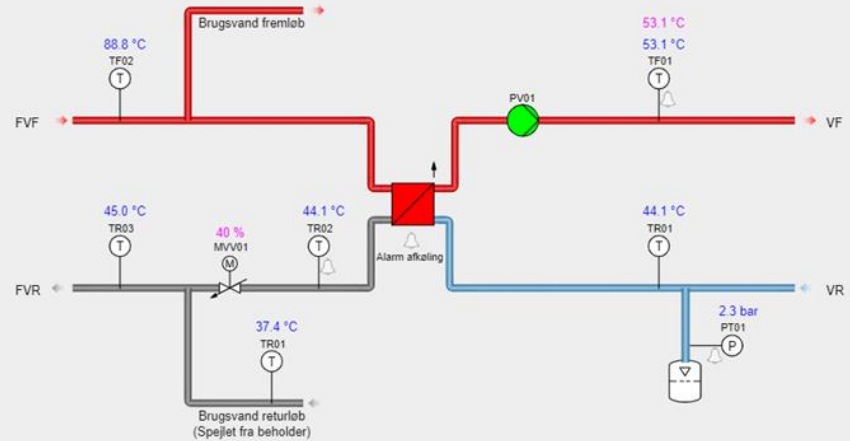 Brugsvand fremløb
53.1 °C
88.8 °C
53.1 °C
TF02
TF01
T
T
PV01
FVF
VF
45.0 °C
40 %
44.1 °C
44.1 °C
TR03
MVV01
TR02
TR01
T
M
T
T
Alarm afkøling
FVR
VR
37.4 °C
2.3 bar
TR01
PT01
T
P
Brugsvand returløb
(Spejlet fra beholder)